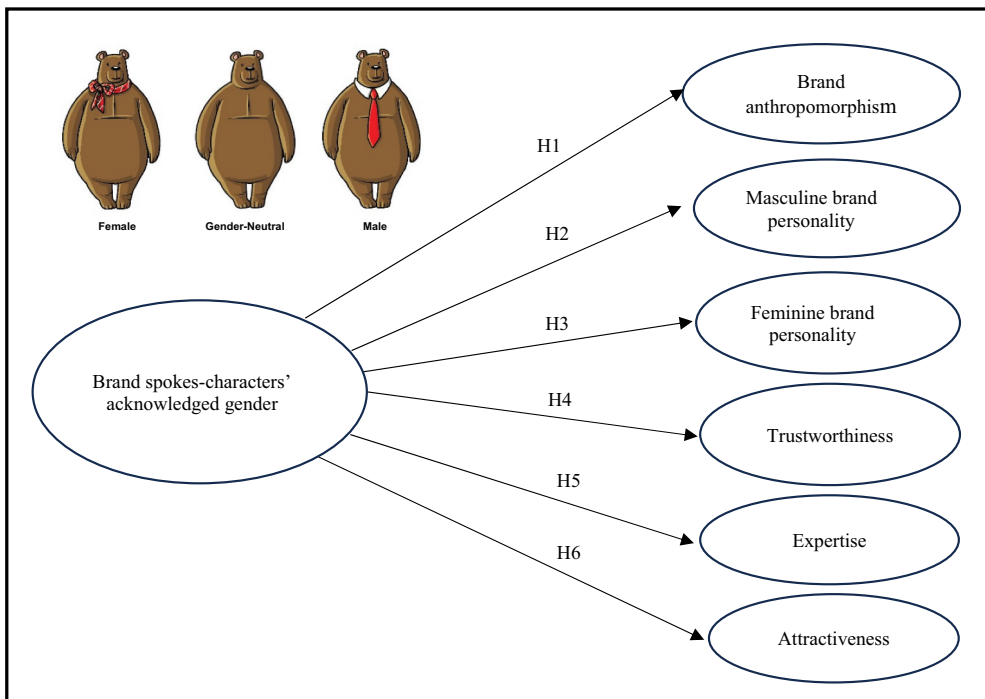 Female
Gender-Neutral
Male
Brand
anthropomorphism
H1
Masculine brand
personality
H2
Feminine brand
personality
H3
Brand spokes-characters’
acknowledged gender
H4
Trustworthiness
H5
Expertise
H6
Attractiveness